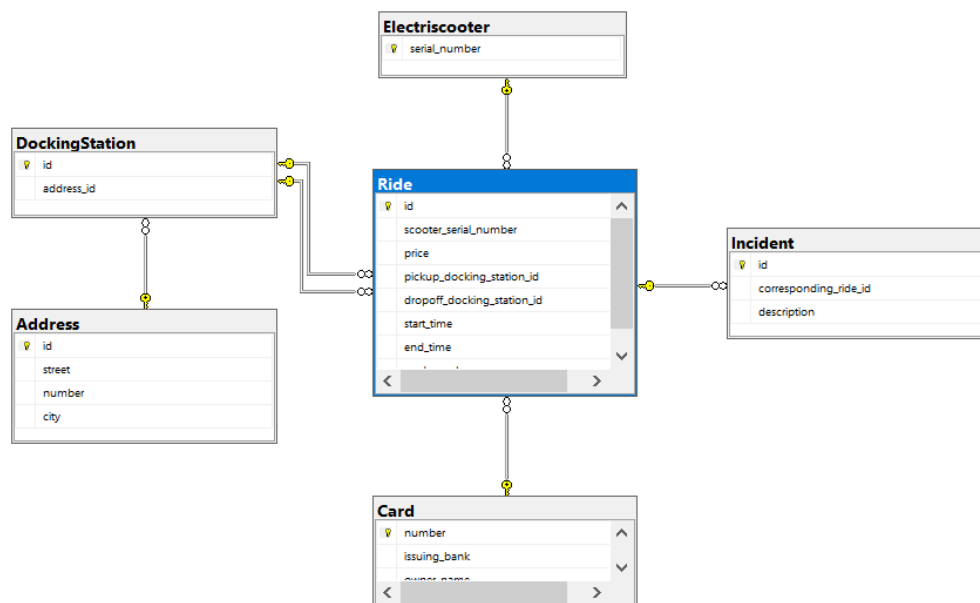 Electriscooter
serial_number
DockingStation
id
address_id
Ride
id
scooter_serial_number
price
pickup_docking_station_id
dropoff_docking_station_id
start_time
end_time
Incident
id
corresponding_ride_id
description
Address
id
street
number
city
Card
number
issuing_bank
owner_name